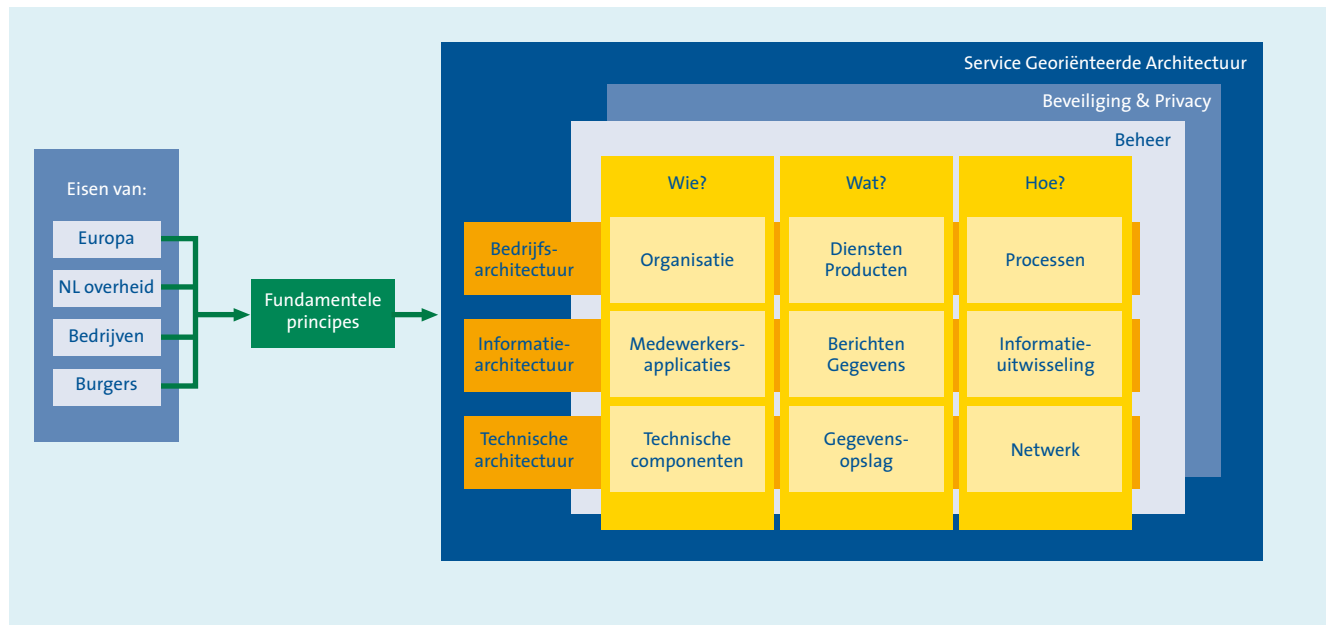 Service Georiënteerde Architectuur
Beveiliging & Privacy
Beheer
Eisen van:
Europa
NL overheid
Bedrijven
Burgers
Fundamentele
principes
Wie?
Wat?
Hoe?
Bedrijfs-
architectuur
Organisatie
Diensten
Producten
Processen
Informatie-
architectuur
Medewerkers-
applicaties
Berichten
Gegevens
Informatie-
uitwisseling
Technische
architectuur
Technische
componenten
Gegevens-
opslag
Netwerk